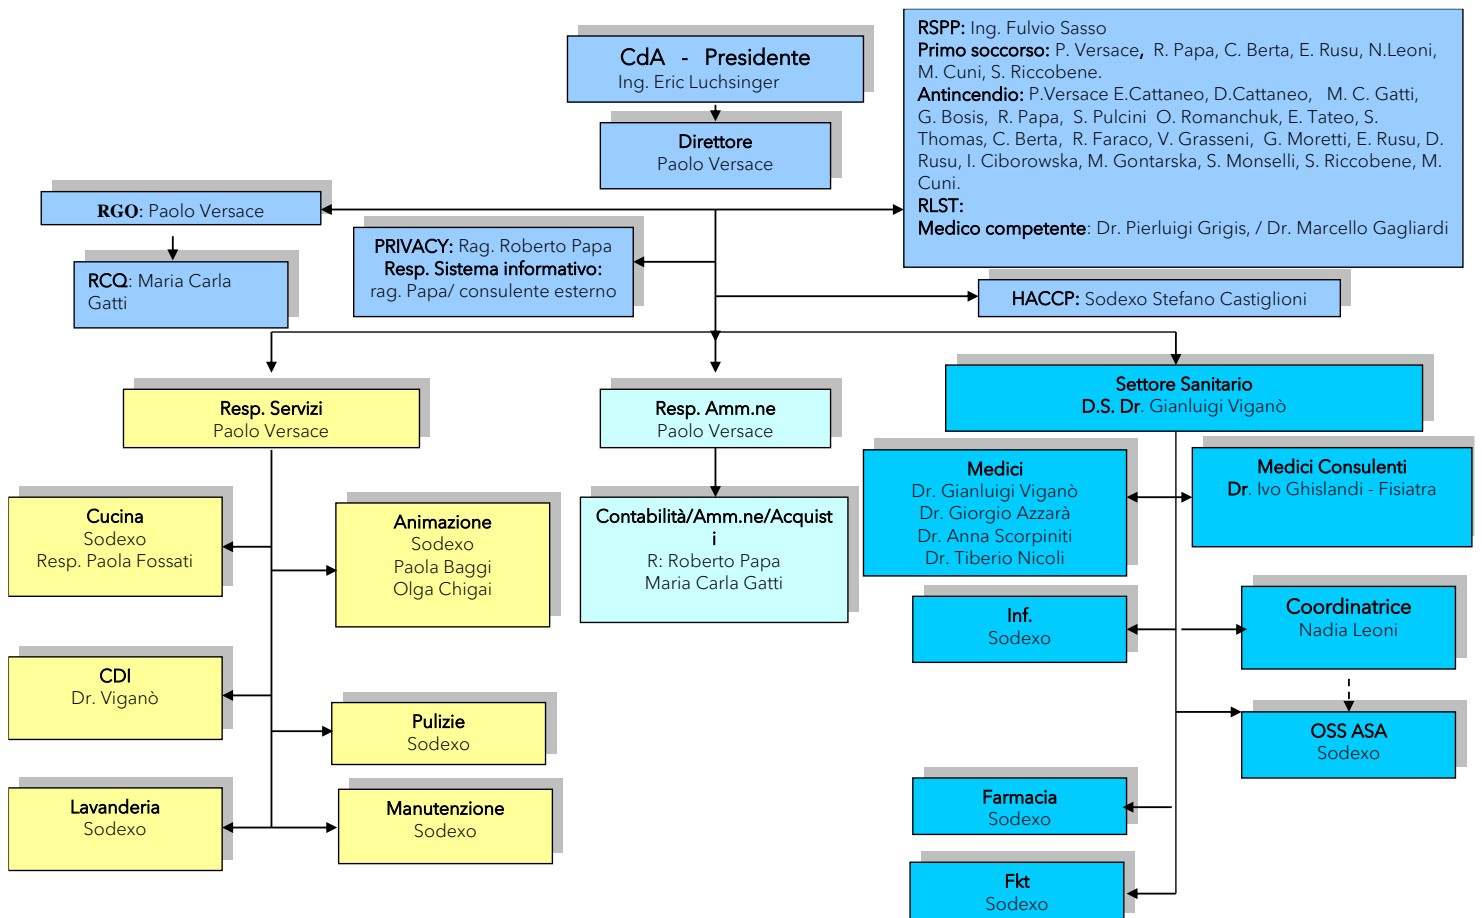 CdA - Presidente
Ing. Eric Luchsinger
Direttore
Paolo Versace
RSPP: Ing. Fulvio Sasso
Primo soccorso: P. Versace, R. Papa, C. Berta, E. Rusu, N.Leoni,
M. Cuni, S. Riccobene.
Antincendio: P.Versace E.Cattaneo, D.Cattaneo, M. C. Gatti,
G. Bosis, R. Papa, S. Pulcini O. Romanchuk, E. Tateo, S.
Thomas, C. Berta, R. Faraco, V. Grasseni, G. Moretti, E. Rusu, D.
Rusu, I. Ciborowska, M. Gontarska, S. Monselli, S. Riccobene, M.
Cuni.
RLST:
Medico competente: Dr. Pierluigi Grigis, / Dr. Marcello Gagliardi
RGO: Paolo Versace
RCQ: Maria Carla
Gatti
PRIVACY: Rag. Roberto Papa
Resp. Sistema informativo:
rag. Papa/ consulente esterno
HACCP: Sodexo Stefano Castiglioni
Resp. Servizi
Paolo Versace
Resp. Amm.ne
Paolo Versace
Settore Sanitario
D.S. Dr. Gianluigi Viganò
Cucina
Sodexo
Resp. Paola Fossati
Animazione
Sodexo
Paola Baggi
Olga Chigai
CDI
Dr. Viganò
Pulizie
Sodexo
Lavanderia
Sodexo
Manutenzione
Sodexo
Contabilità/Amm.ne/Acquist
i
R: Roberto Papa
Maria Carla Gatti
Medici
Dr. Gianluigi Viganò
Dr. Giorgio Azzarà
Dr. Anna Scorpiniti
Dr. Tiberio Nicoli
Medici Consulenti
Dr. Ivo Ghislandi - Fisiatra
Inf.
Sodexo
Coordinatrice
Nadia Leoni
OSS ASA
Sodexo
Farmacia
Sodexo
Fkt
Sodexo